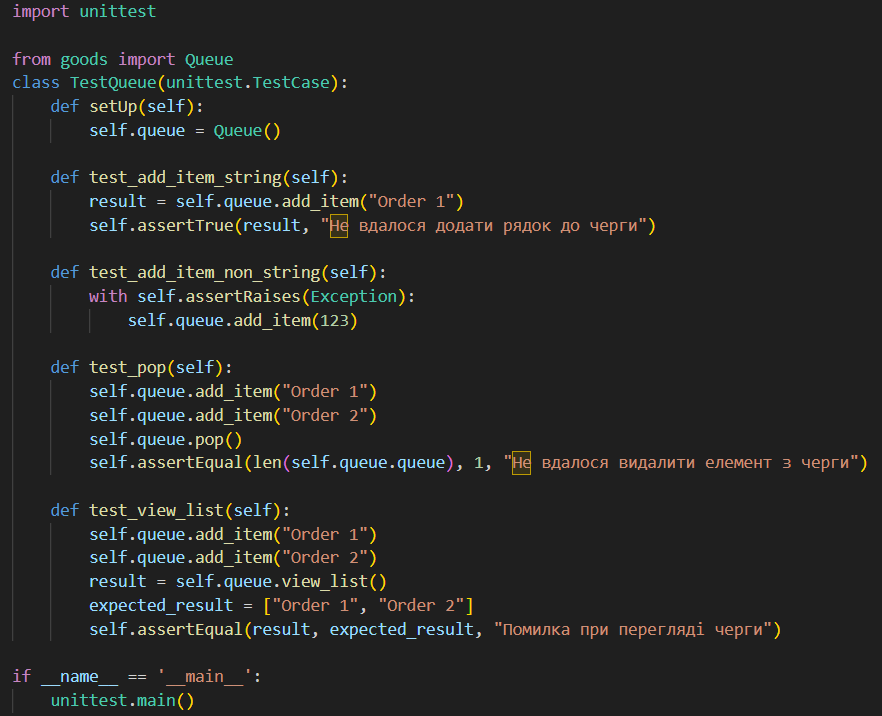 import unittest

from goods import Queue
class TestQueue(unittest.TestCase):
    def setUp(self):
        self.queue = Queue()

    def test_add_item_string(self):
        result = self.queue.add_item("Order 1")
        self.assertTrue(result, "Не вдалося додати рядок до черги")

    def test_add_item_non_string(self):
        with self.assertRaises(Exception):
            self.queue.add_item(123)

    def test_pop(self):
        self.queue.add_item("Order 1")
        self.queue.add_item("Order 2")
        self.queue.pop()
        self.assertEqual(len(self.queue.queue), 1, "Не вдалося видалити елемент з черги")

    def test_view_list(self):
        self.queue.add_item("Order 1")
        self.queue.add_item("Order 2")
        result = self.queue.view_list()
        expected_result = ["Order 1", "Order 2"]
        self.assertEqual(result, expected_result, "Помилка при перегляді черги")

if __name__ == '__main__':
    unittest.main()